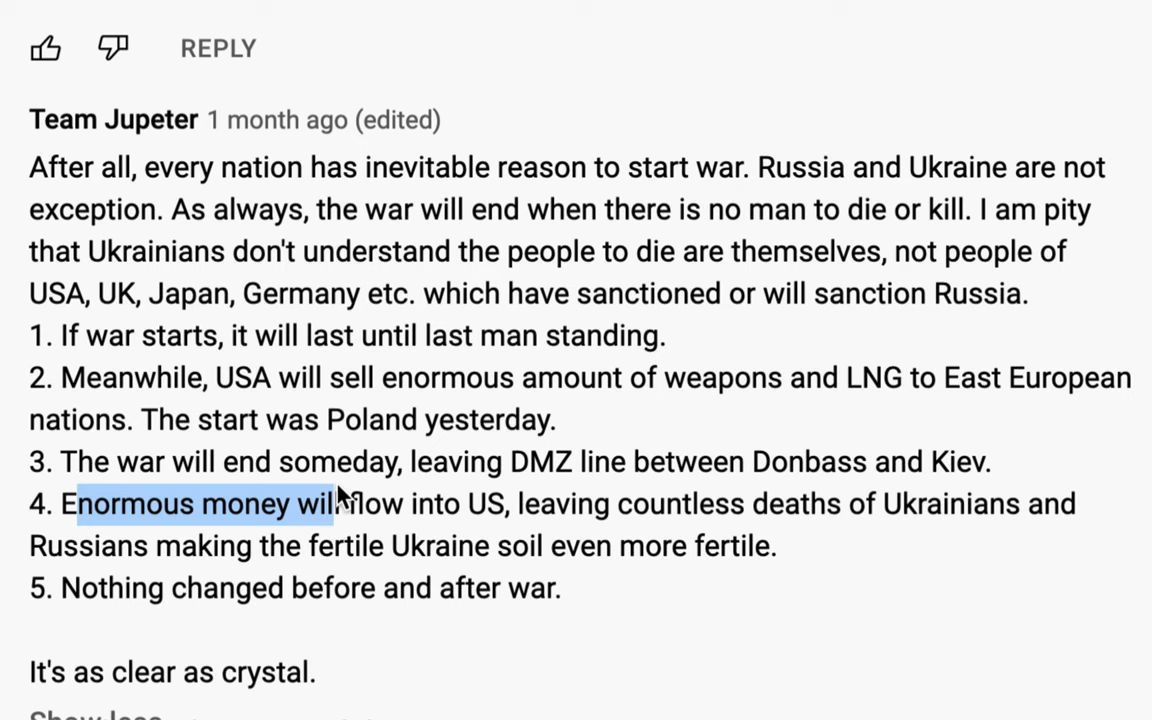 REPLY
Team Jupeter 1 month ago (edited)
After all, every nation has inevitable reason to start war. Russia and Ukraine are not
exception. As always, the war will end when there is no man to die or kill. I am pity
that Ukrainians don't understand the people to die are themselves, not people of
USA, UK, Japan, Germany etc. which have sanctioned or will sanction Russia.
1. If war starts, it will last until last man standing.
2. Meanwhile, USA will sell enormous amount of weapons and LNG to East European
nations. The start was Poland yesterday.
3. The war will end someday, leaving DMZ line between Donbass and Kiev.
4. Enormous money will flow into US, leaving countless deaths of Ukrainians and
Russians making the fertile Ukraine soil even more fertile.
5. Nothing changed before and after war.
It's as clear as crystal.
Show less